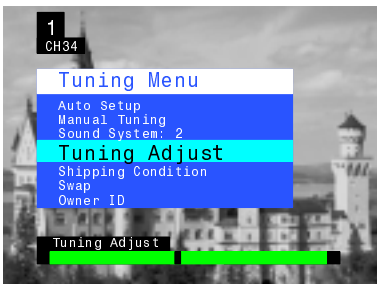 1
CH34
Tuning Menu
Auto Setup
Manual Tuning
Sound System: 2
Tuning Adjust
Shipping Condition
Swap
Owner ID
Tuning Adjust